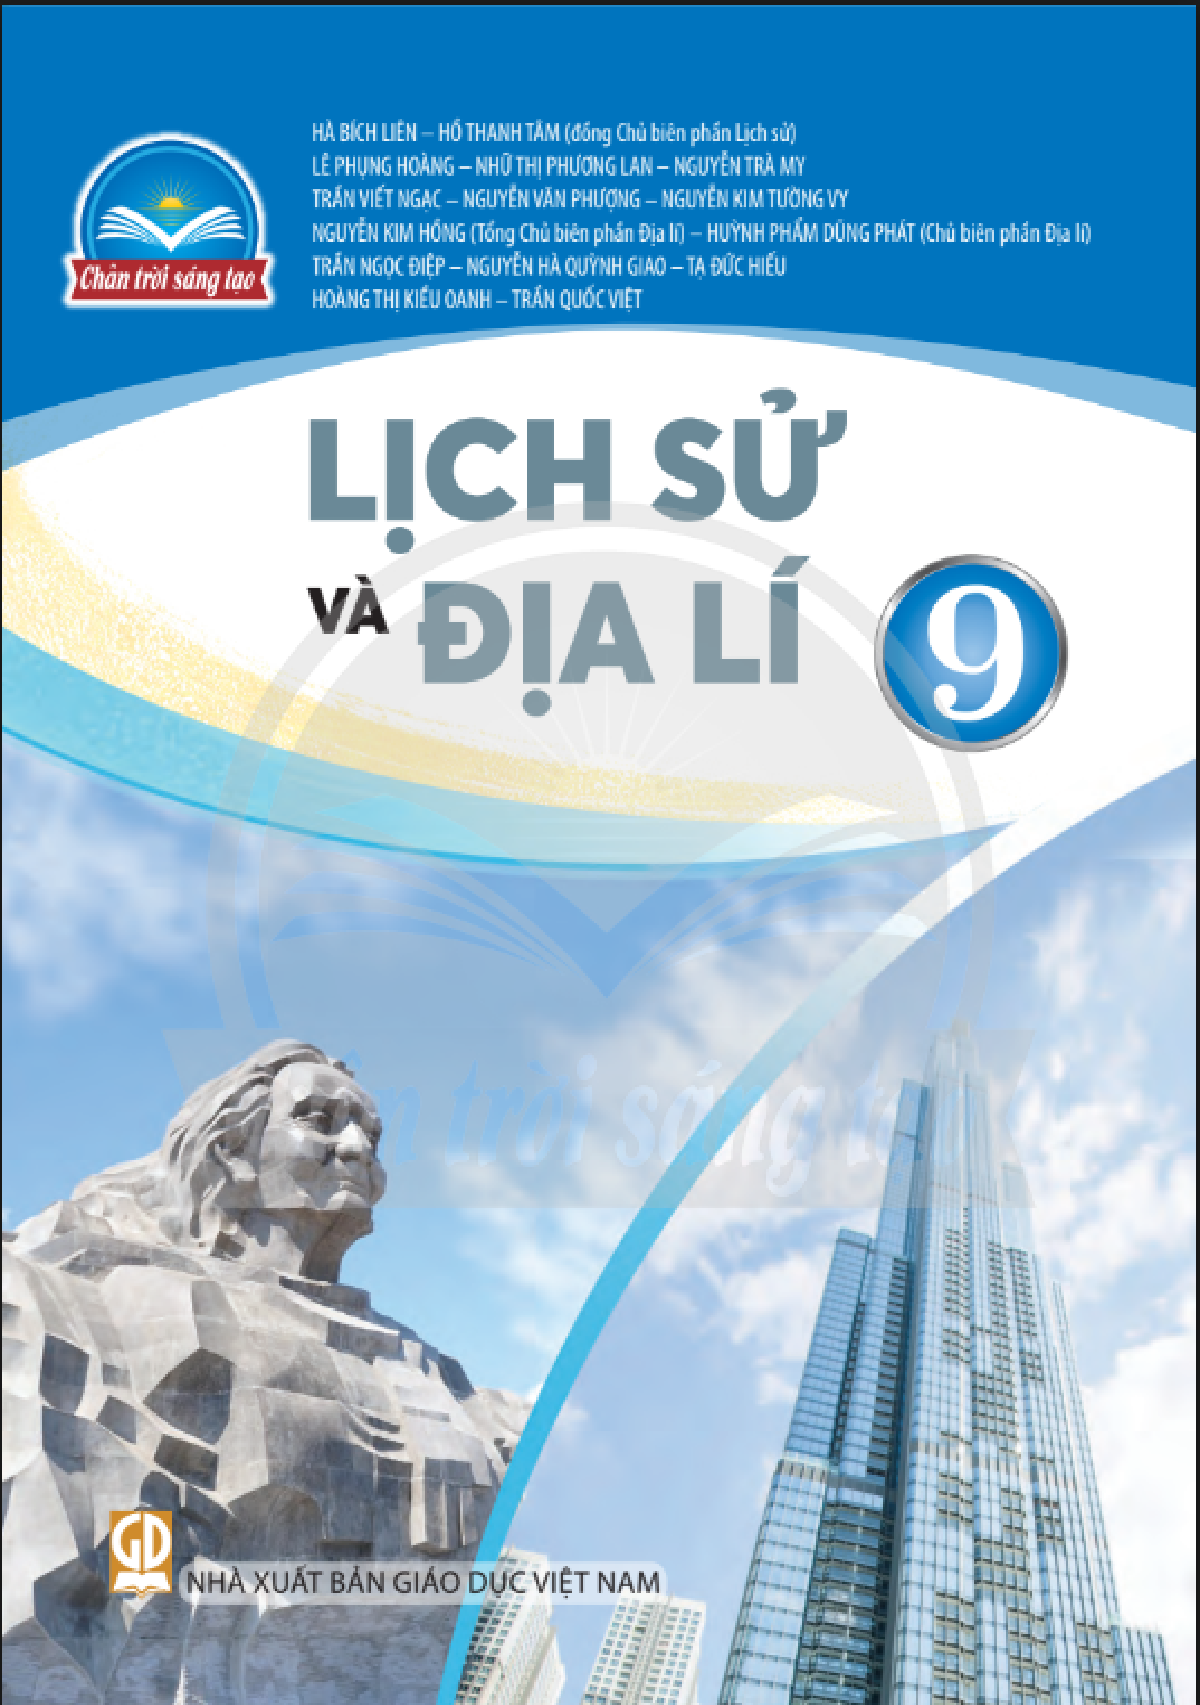 HÀ BÍCH LIÊN – HỒ THANH TÂM (đồng Chủ biên phần Lịch sử)
LÊ PHỤNG HOÀNG – NHỮ THỊ PHƯƠNG LAN – NGUYỄN TRÀ MY
TRẦN VIẾT NGẠC – NGUYỄN VĂN PHƯỢNG – NGUYỄN KIM TƯỜNG VY
NGUYỄN KIM HỒNG (Tổng Chủ biên phần Địa lí) – HUỲNH PHẨM DŨNG PHÁT (Chủ biên phần Địa lí)
TRẦN NGỌC ĐIỆP – NGUYỄN HÀ QUỲNH GIAO – TẠ ĐỨC HIẾU
HOÀNG THỊ KIỀU OANH – TRẦN QUỐC VIỆT
Chân trời sáng tạo
LỊCH SỬ
VÀ ĐỊA LÍ 9
trời sáng
GD
NHÀ XUẤT BẢN GIÁO DỤC VIỆT NAM